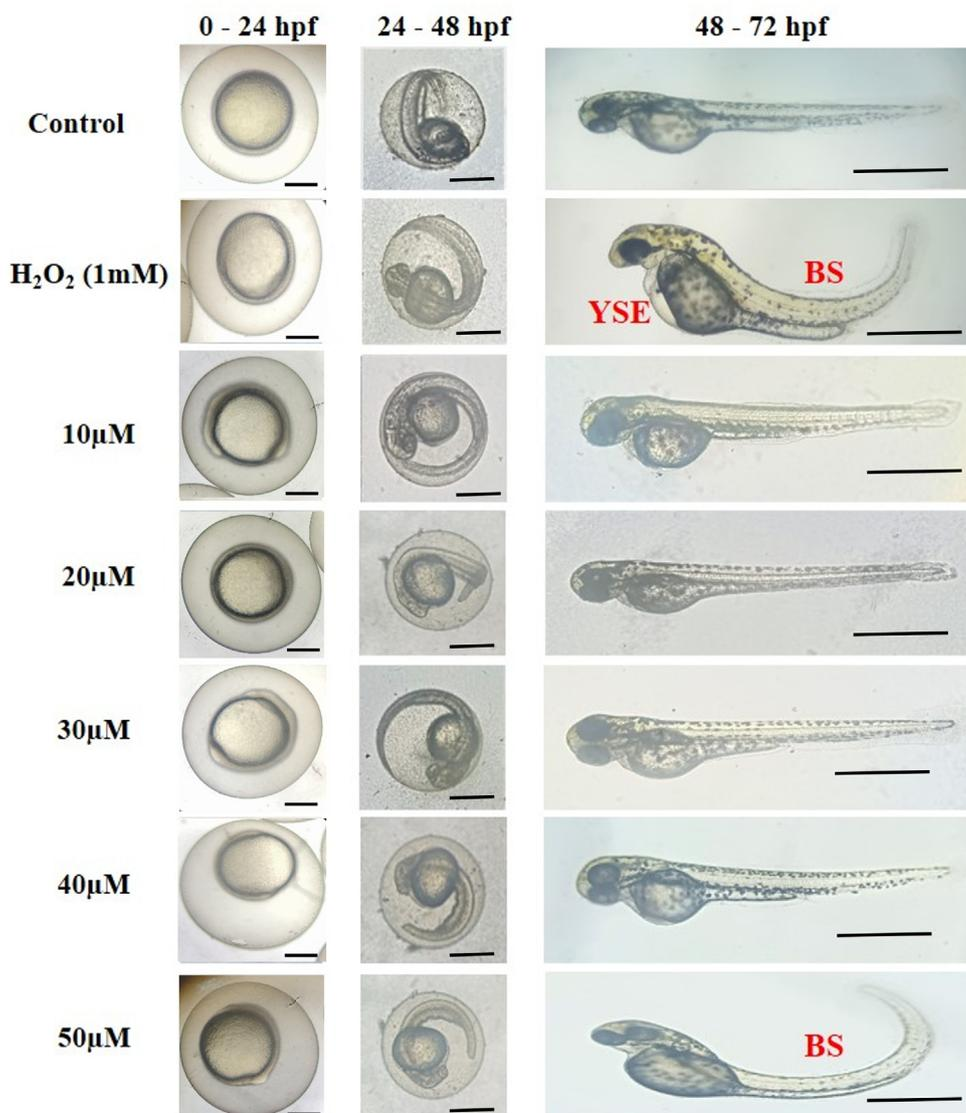 0 - 24 hpf 24 - 48 hpf 48 - 72 hpf
Control
H₂O₂ (1mM)
BS
YSE
10μM
20μM
30μM
40μM
50μM
BS